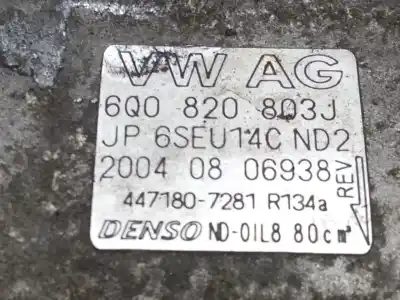 VW AG
6Q0 820 803J
JP 6SEU14C ND2
2004 08 06938
REV
447180-7281 R134a
DENSO ND-OIL8 80cm³